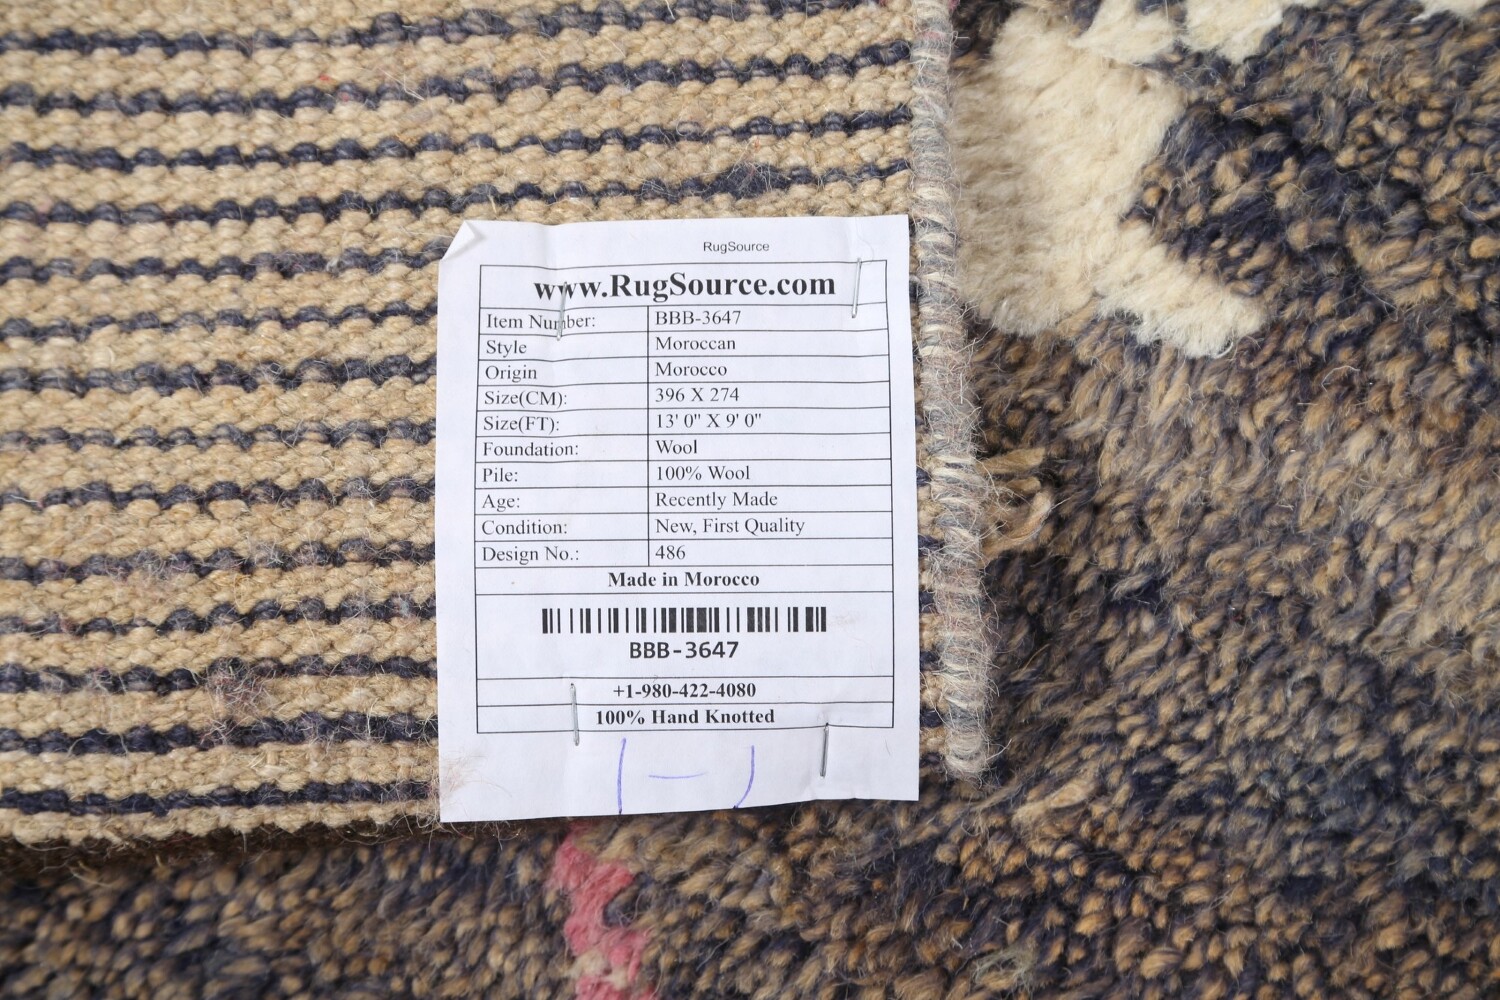 RugSource
www.RugSource.com
Item Number: BBB-3647
Style Moroccan
Origin Morocco
Size(CM): 396 X 274
Size(FT): 13' 0" X 9' 0"
Foundation: Wool
Pile: 100% Wool
Age: Recently Made
Condition: New, First Quality
Design No.: 486
Made in Morocco
BBB-3647
+1-980-422-4080
100% Hand Knotted
( — )